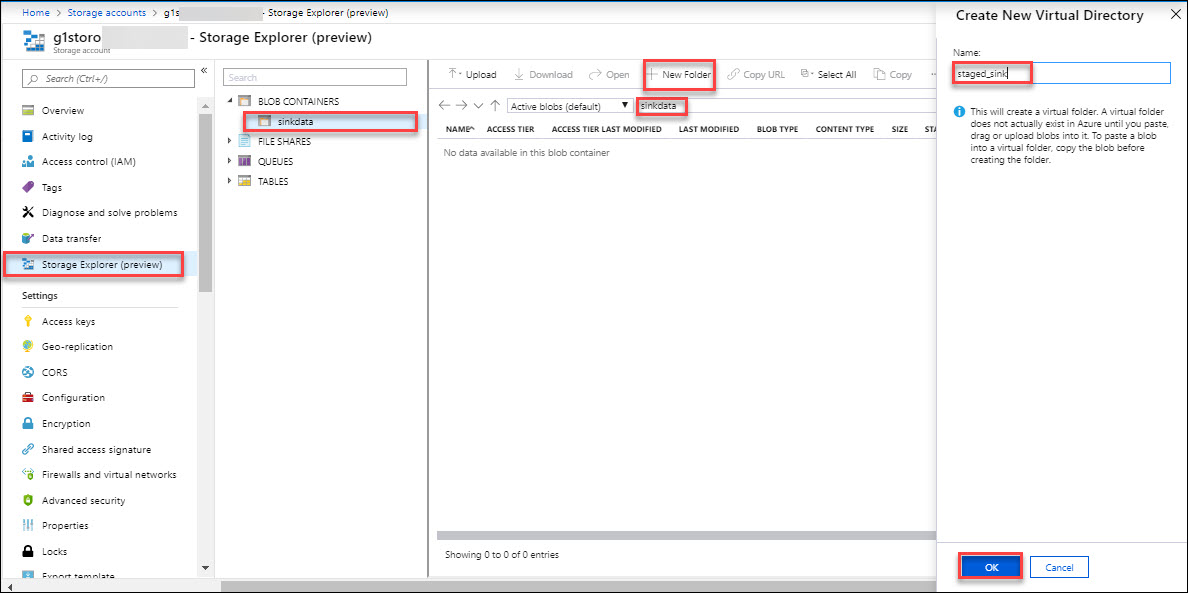 Home > Storage accounts > g1s - Storage Explorer (preview)
g1storo - Storage Explorer (preview)
Storage account
Search (Ctrl+/)
«
Overview
Activity log
Access control (IAM)
Tags
Diagnose and solve problems
Data transfer
Storage Explorer (preview)
Settings
Access keys
Geo-replication
CORS
Configuration
Encryption
Shared access signature
Firewalls and virtual networks
Advanced security
Properties
Locks
Export template
Search
BLOB CONTAINERS
sinkdata
FILE SHARES
QUEUES
TABLES
Upload Download Open New Folder Copy URL Select All Copy ...
Active blobs (default) sinkdata
NAME ACCESS TIER ACCESS TIER LAST MODIFIED LAST MODIFIED BLOB TYPE CONTENT TYPE SIZE STA
No data available in this blob container
Showing 0 to 0 of 0 entries
Create New Virtual Directory
Name:
staged_sink
This will create a virtual folder. A virtual folder
does not actually exist in Azure until you paste,
drag or upload blobs into it. To paste a blob
into a virtual folder, copy the blob before
creating the folder.
OK Cancel